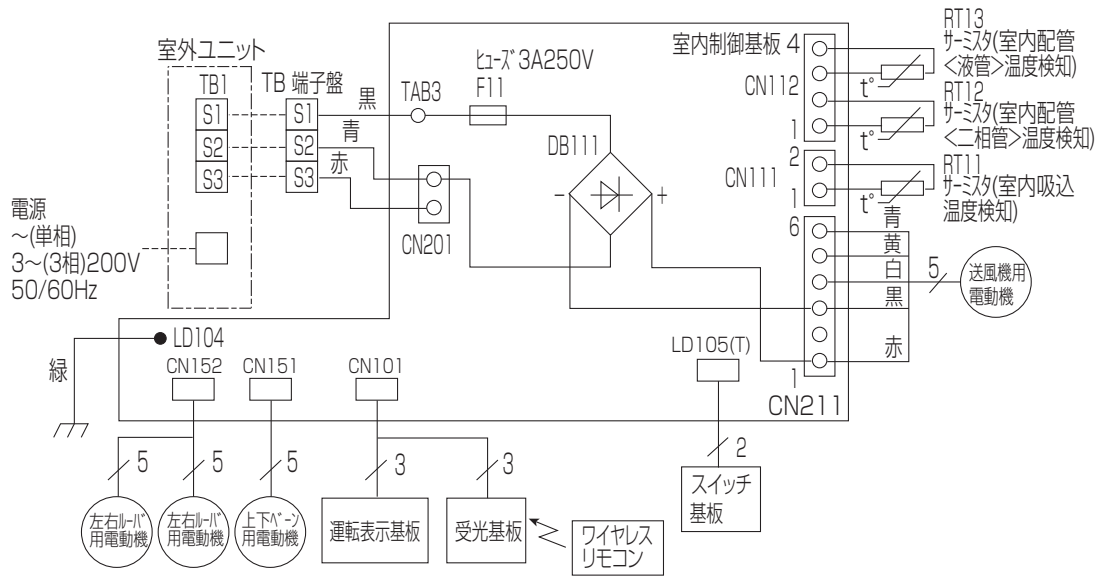 室外ユニット
TB1
S1
S2
S3
TB 端子盤
S1
S2
S3
黒
青
赤
TAB3
ヒューズ 3A250V
F11
DB111
-
+
CN201
電源
~(単相)
3~(3相)200V
50/60Hz
室内制御基板
4
CN112
1
2
CN111
1
6
1
CN211
t°
t°
t°
RT13
サーミスタ(室内配管
<液管>温度検知)
RT12
サーミスタ(室内配管
<二相管>温度検知)
RT11
サーミスタ(室内吸込
温度検知)
青
黄
白
黒
赤
5
送風機用
電動機
LD104
緑
CN152
CN151
CN101
LD105(T)
5
5
5
3
3
2
左右ルーバ
用電動機
左右ルーバ
用電動機
上下ベーン
用電動機
運転表示基板
受光基板
ワイヤレス
リモコン
スイッチ
基板